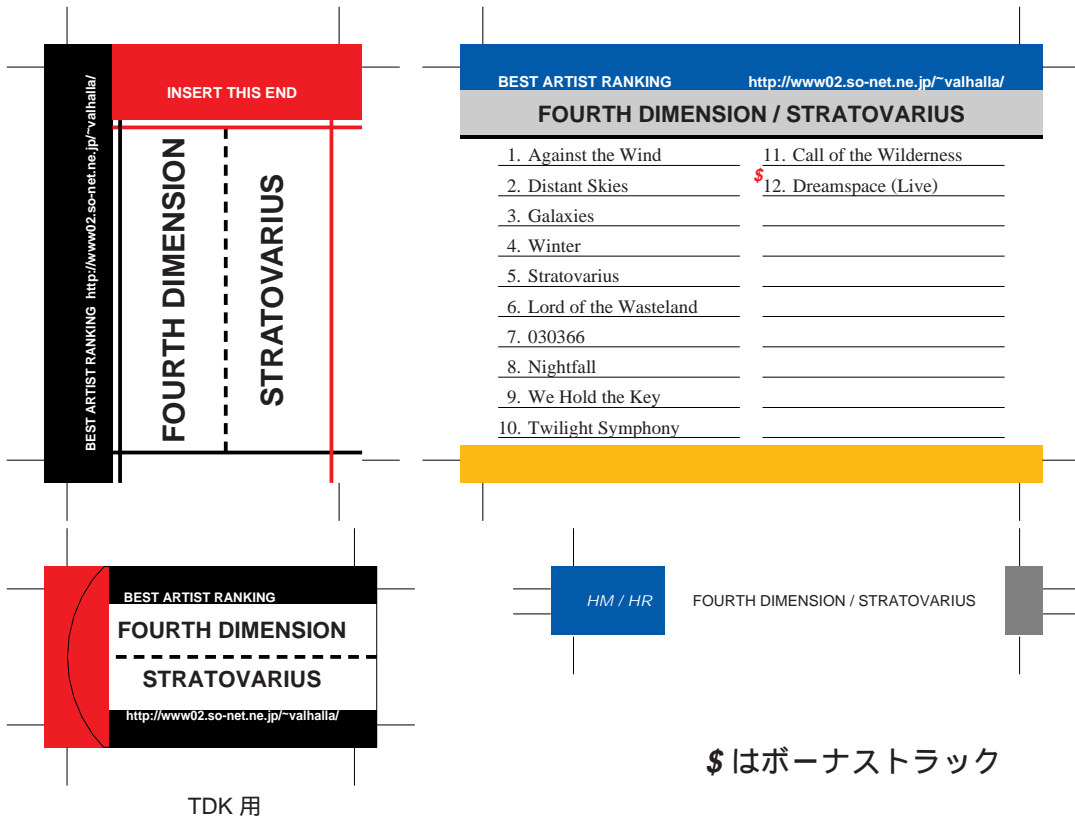 BEST ARTIST RANKING http://www02.so-net.ne.jp/~valhalla/
INSERT THIS END
FOURTH DIMENSION
STRATOVARIUS
BEST ARTIST RANKING http://www02.so-net.ne.jp/~valhalla/
FOURTH DIMENSION / STRATOVARIUS
1. Against the Wind
2. Distant Skies
3. Galaxies
4. Winter
5. Stratovarius
6. Lord of the Wasteland
7. 030366
8. Nightfall
9. We Hold the Key
10. Twilight Symphony
11. Call of the Wilderness
$12. Dreamspace (Live)
BEST ARTIST RANKING
FOURTH DIMENSION
STRATOVARIUS
http://www02.so-net.ne.jp/~valhalla/
TDK 用
HM / HR
FOURTH DIMENSION / STRATOVARIUS
$ はボーナストラック